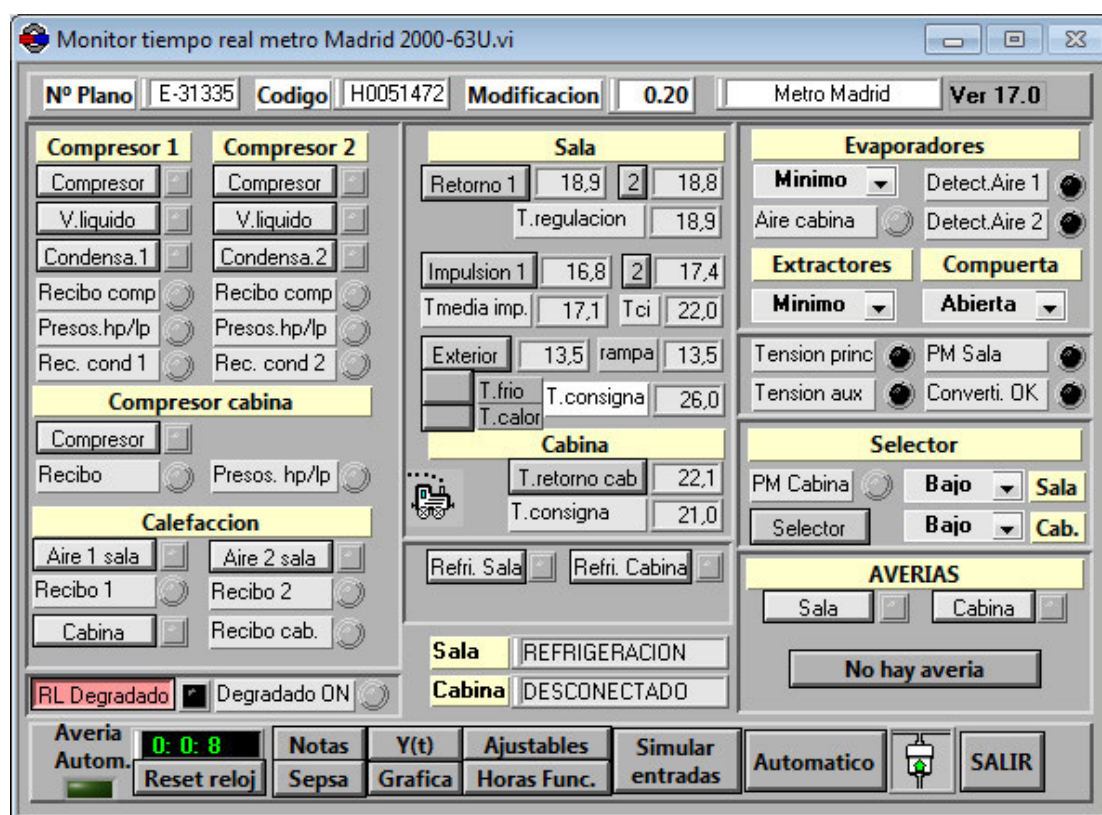 Monitor tiempo real metro Madrid 2000-63U.vi
Nº Plano E-31335 Codigo H0051472 Modificacion 0.20 Metro Madrid Ver 17.0
Compresor 1 Compresor 2
Compresor Compresor
V.liquido V.liquido
Condensa.1 Condensa.2
Recibo comp Recibo comp
Presos.hp/lp Presos.hp/lp
Rec. cond 1 Rec. cond 2
Compresor cabina
Compresor
Recibo Presos. hp/lp
Calefaccion
Aire 1 sala Aire 2 sala
Recibo 1 Recibo 2
Cabina Recibo cab.
RL Degradado Degradado ON
Sala
Retorno 1 18,9 2 18,8
T.regulacion 18,9
Impulsion 1 16,8 2 17,4
Tmedia imp. 17,1 Tci 22,0
Exterior 13,5 rampa 13,5
T.frio T.consigna 26,0
T.calor
Cabina
T.retorno cab 22,1
T.consigna 21,0
Refri. Sala Refri. Cabina
Sala REFRIGERACION
Cabina DESCONECTADO
Evaporadores
Minimo Detect.Aire 1
Aire cabina Detect.Aire 2
Extractores Compuerta
Minimo Abierta
Tension princ PM Sala
Tension aux Converti. OK
Selector
PM Cabina Bajo Sala
Selector Bajo Cab.
AVERIAS
Sala Cabina
No hay averia
Averia Autom. 0: 0: 8 Reset reloj
Notas Y(t) Ajustables Simular entradas Automatico SALIR
Sepsa Grafica Horas Func.